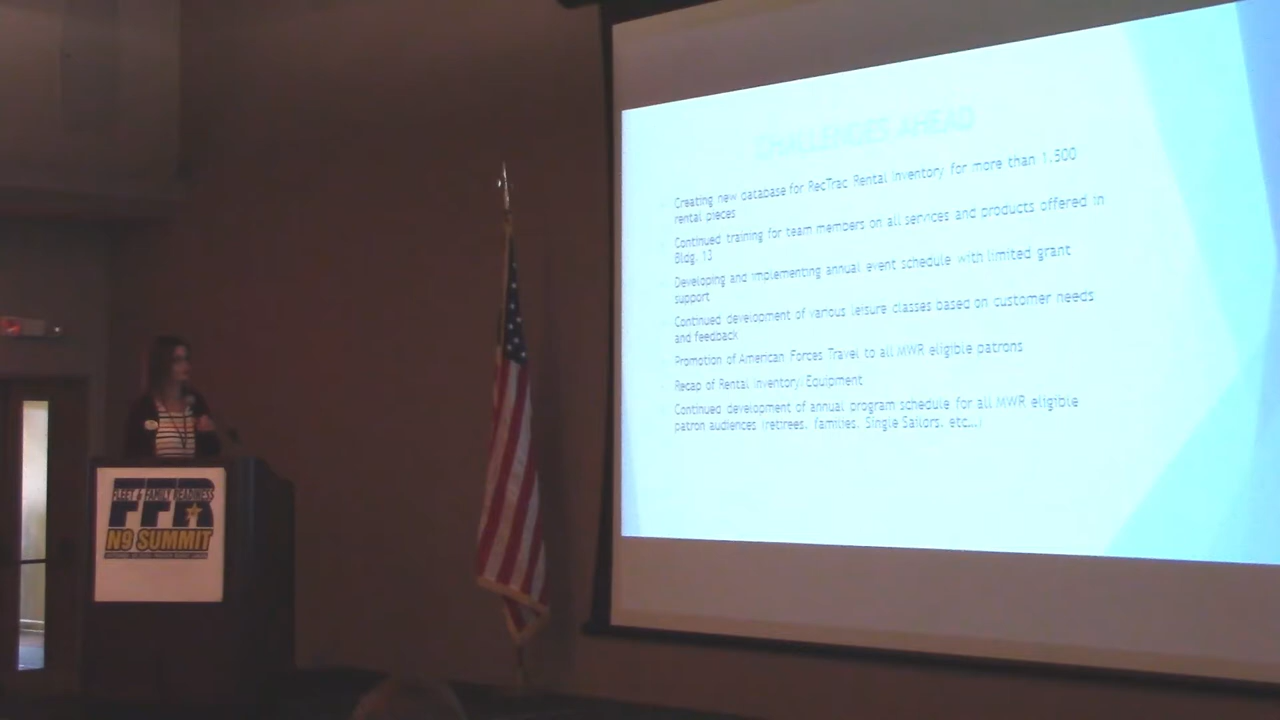 CHALLENGES AHEAD
Creating new database for RecTrac Rental Inventory for more than 1,500
rental pieces
Continued training for team members on all services and products offered in
Bldg. 13
Developing and implementing annual event schedule with limited grant
support
Continued development of various leisure classes based on customer needs
and feedback
Promotion of American Forces Travel to all MWR eligible patrons
Recap of Rental Inventory/Equipment
Continued development of annual program schedule for all MWR eligible
patron audiences (retirees, families, Single Sailors, etc…)
FLEET & FAMILY READINESS
FFR
N9 SUMMIT